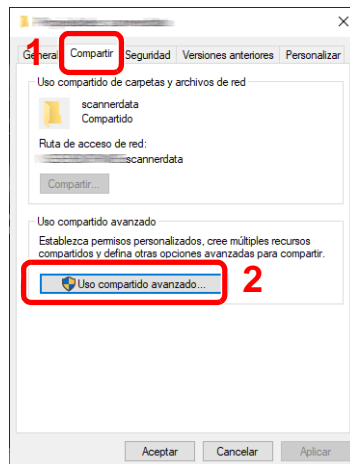 1
General Compartir Seguridad Versiones anteriores Personalizar
Uso compartido de carpetas y archivos de red
scannerdata
Compartido
Ruta de acceso de red:
scannerdata
Compartir...
Uso compartido avanzado
Establezca permisos personalizados, cree múltiples recursos
compartidos y defina otras opciones avanzadas para compartir.
Uso compartido avanzado...
2
Aceptar Cancelar Aplicar